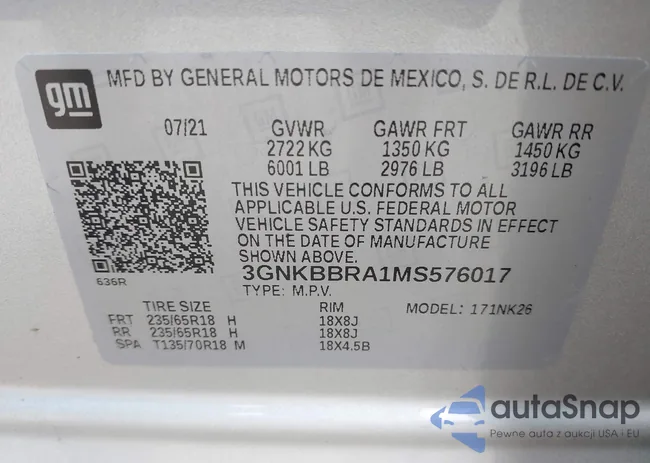 gm
MFD BY GENERAL MOTORS DE MEXICO, S. DE R.L. DE C.V.
07/21 GVWR GAWR FRT GAWR RR
2722 KG 1350 KG 1450 KG
6001 LB 2976 LB 3196 LB
THIS VEHICLE CONFORMS TO ALL
APPLICABLE U.S. FEDERAL MOTOR
VEHICLE SAFETY STANDARDS IN EFFECT
ON THE DATE OF MANUFACTURE
SHOWN ABOVE.
3GNKBBRA1MS576017
636R
TYPE: M.P.V.
TIRE SIZE RIM MODEL: 171NK26
FRT 235/65R18 H 18X8J
RR 235/65R18 H 18X8J
SPA T135/70R18 M 18X4.5B
autaSnap
Pewne auta z aukcji USA i EU